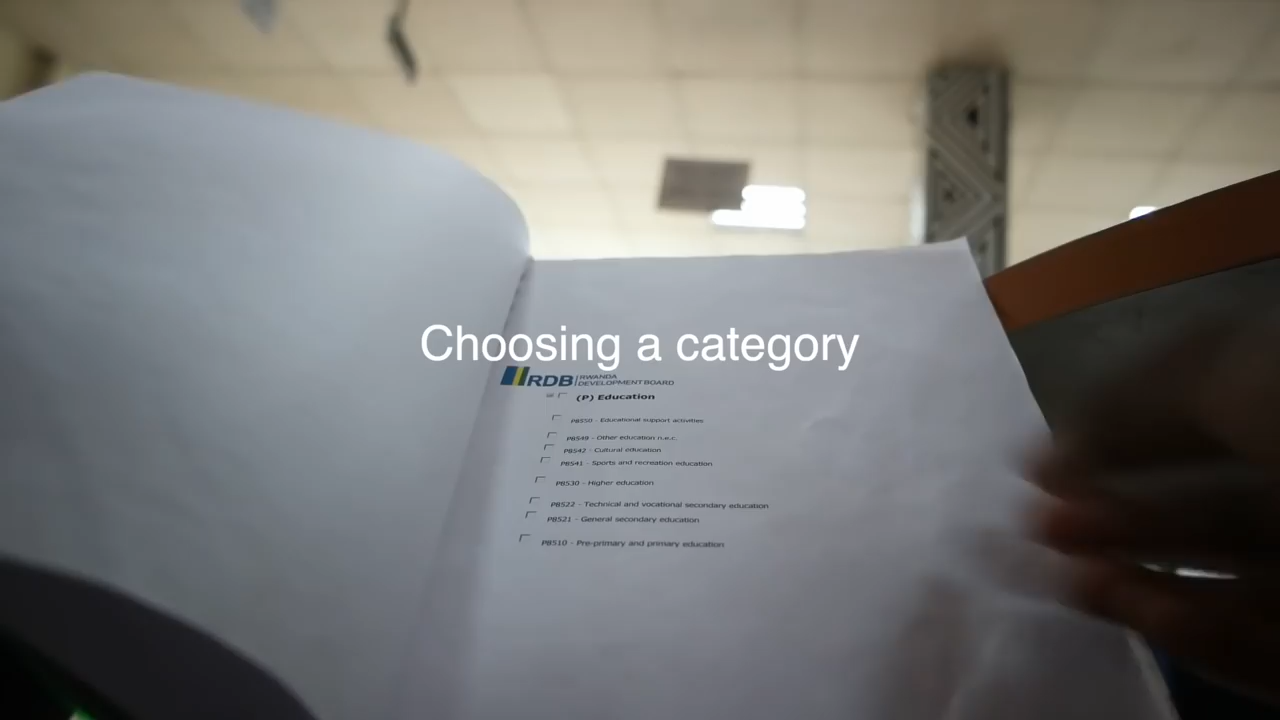 Choosing a category
RDB RWANDA
DEVELOPMENT BOARD
(P) Education
P8550 - Educational support activities
P8549 - Other education n.e.c.
P8542 - Cultural education
P8541 - Sports and recreation education
P8530 - Higher education
P8522 - Technical and vocational secondary education
P8521 - General secondary education
P8510 - Pre-primary and primary education